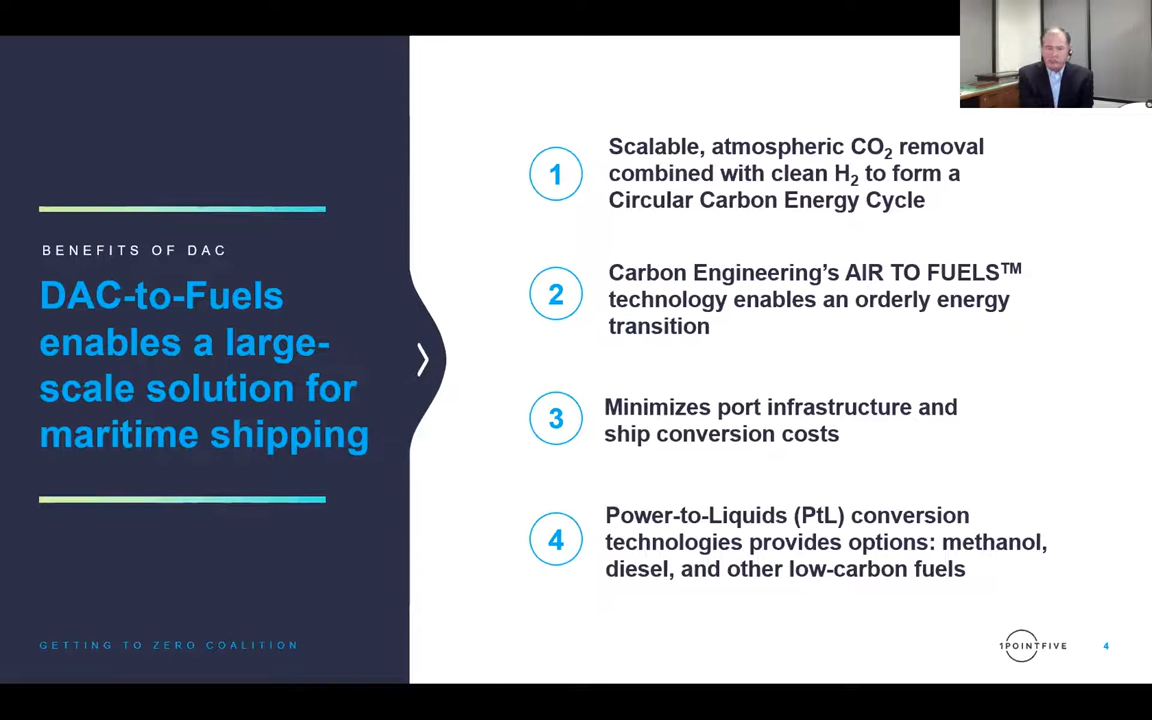 BENEFITS OF DAC
DAC-to-Fuels
enables a large-
scale solution for
maritime shipping
GETTING TO ZERO COALITION
1
Scalable, atmospheric CO₂ removal
combined with clean H₂ to form a
Circular Carbon Energy Cycle
2
Carbon Engineering’s AIR TO FUELS™
technology enables an orderly energy
transition
3
Minimizes port infrastructure and
ship conversion costs
4
Power-to-Liquids (PtL) conversion
technologies provides options: methanol,
diesel, and other low-carbon fuels
1POINTFIVE
4